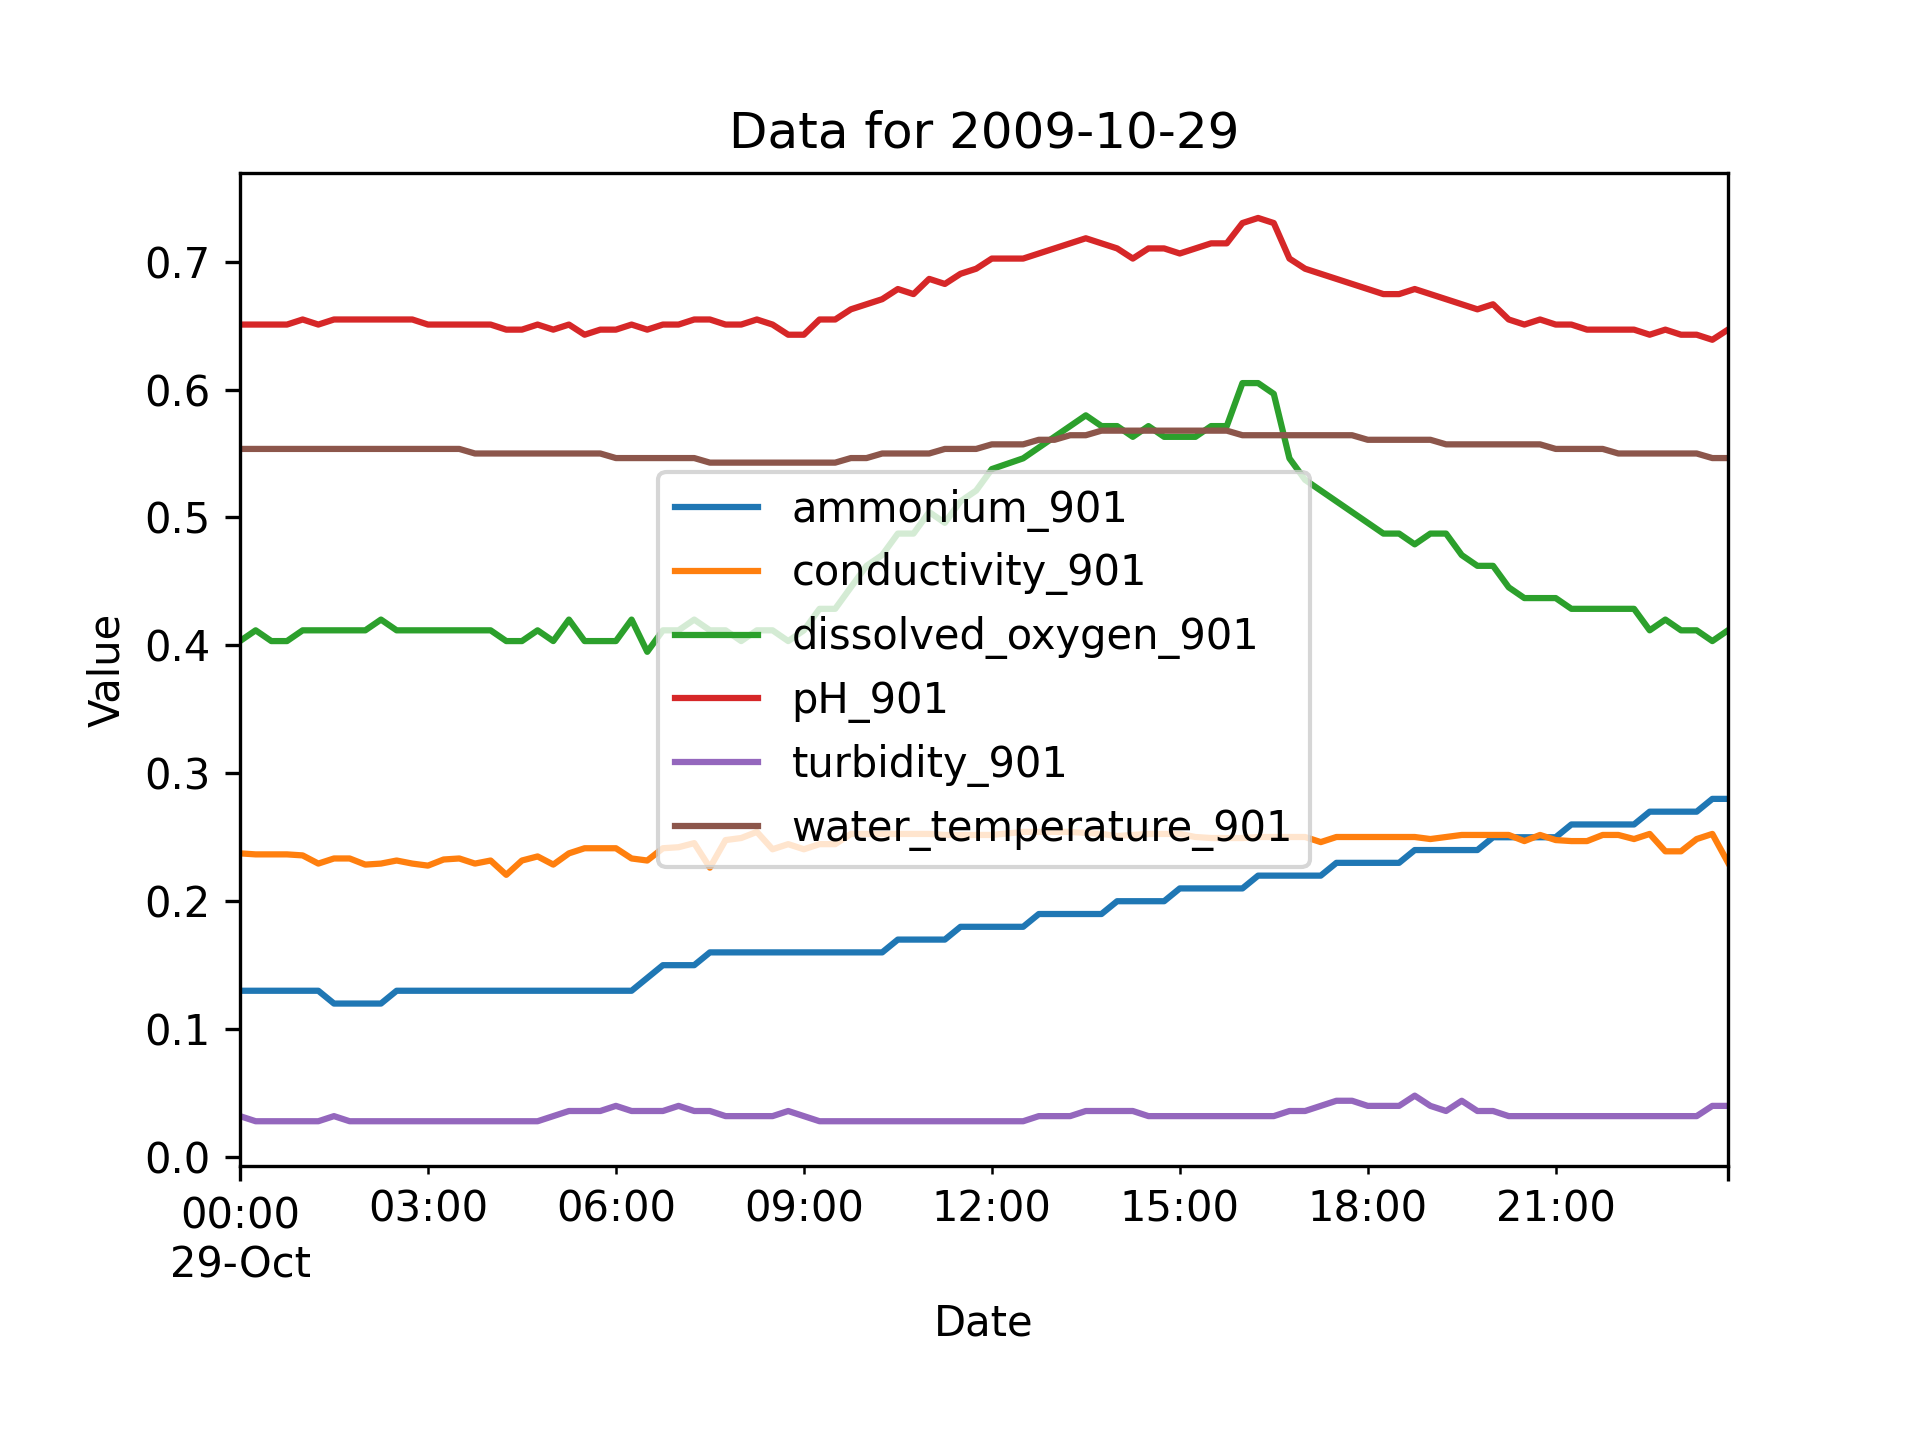 Data for 2009-10-29
Value
0.7
0.6
0.5
0.4
0.3
0.2
0.1
0.0
ammonium_901
conductivity_901
dissolved_oxygen_901
pH_901
turbidity_901
water_temperature_901
00:00 03:00 06:00 09:00 12:00 15:00 18:00 21:00
29-Oct
Date